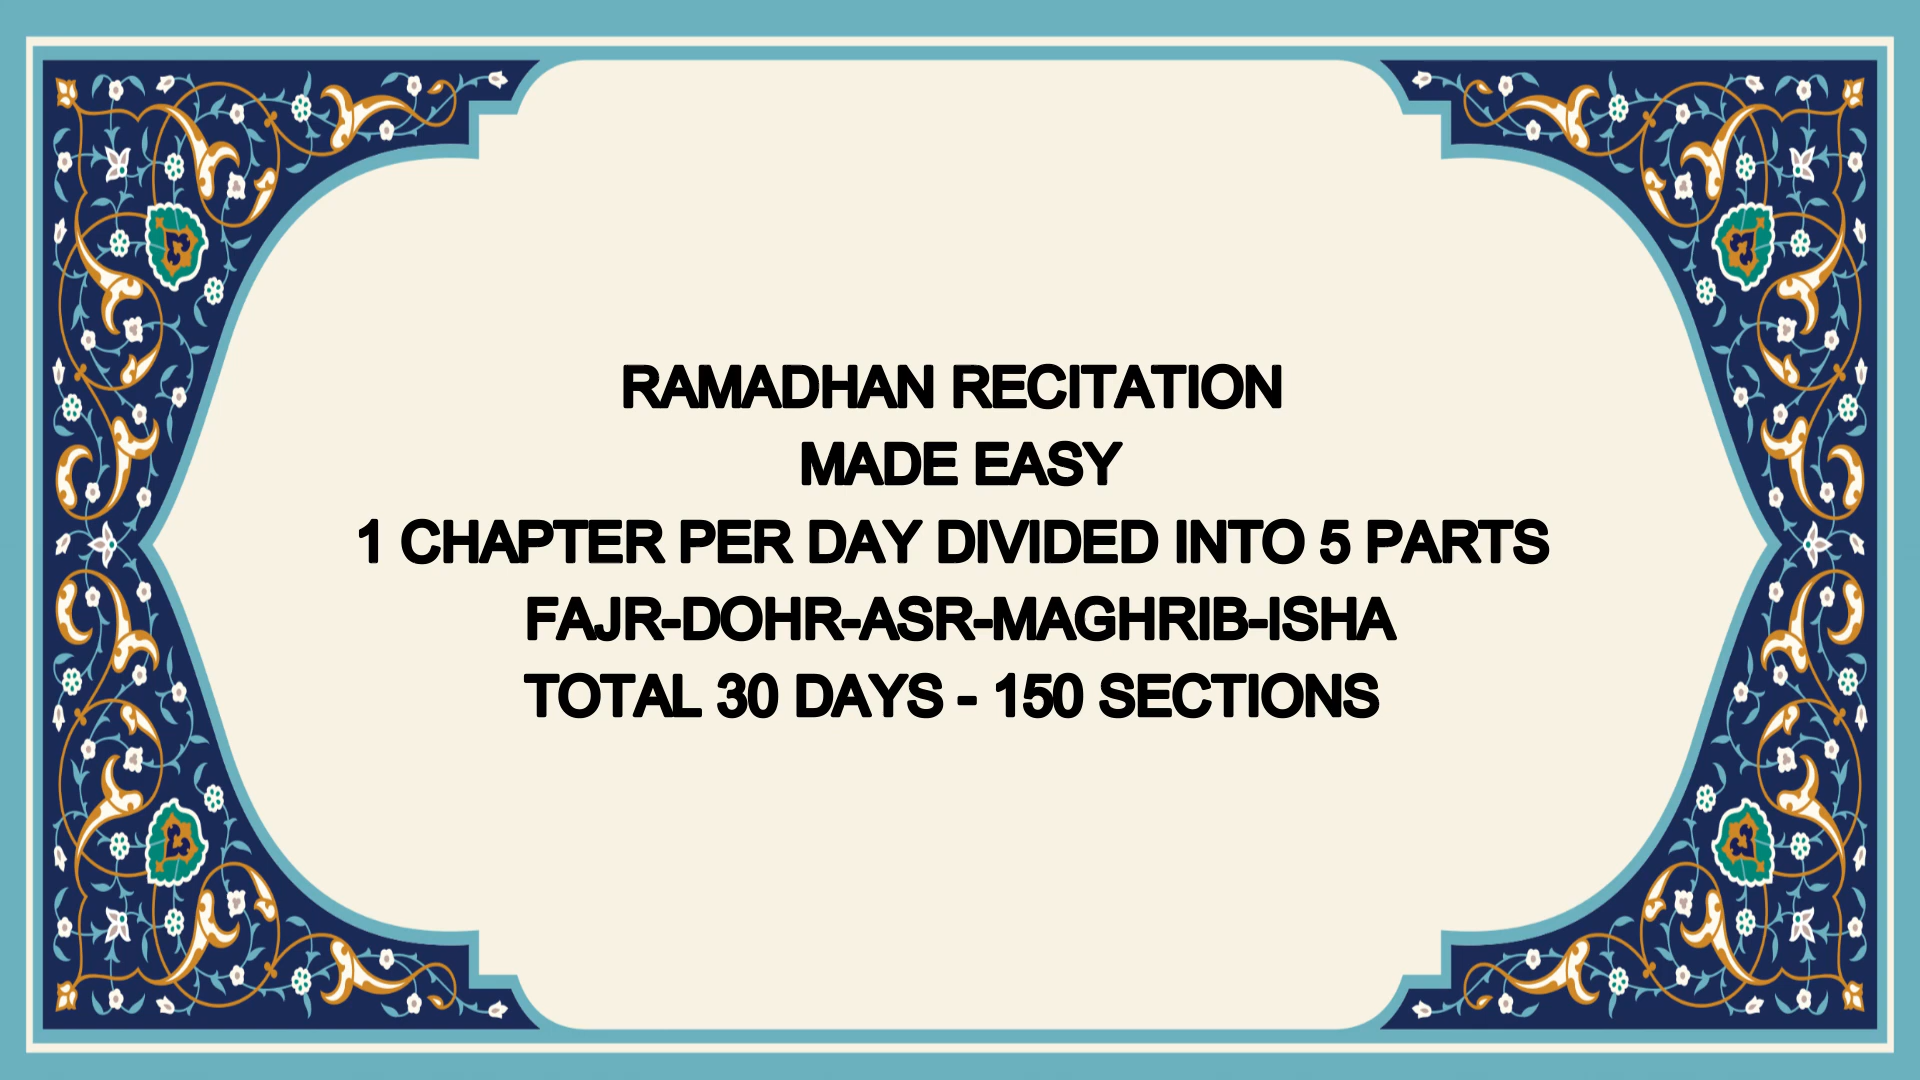 RAMADHAN RECITATION
MADE EASY
1 CHAPTER PER DAY DIVIDED INTO 5 PARTS
FAJR-DOHR-ASR-MAGHRIB-ISHA
TOTAL 30 DAYS - 150 SECTIONS